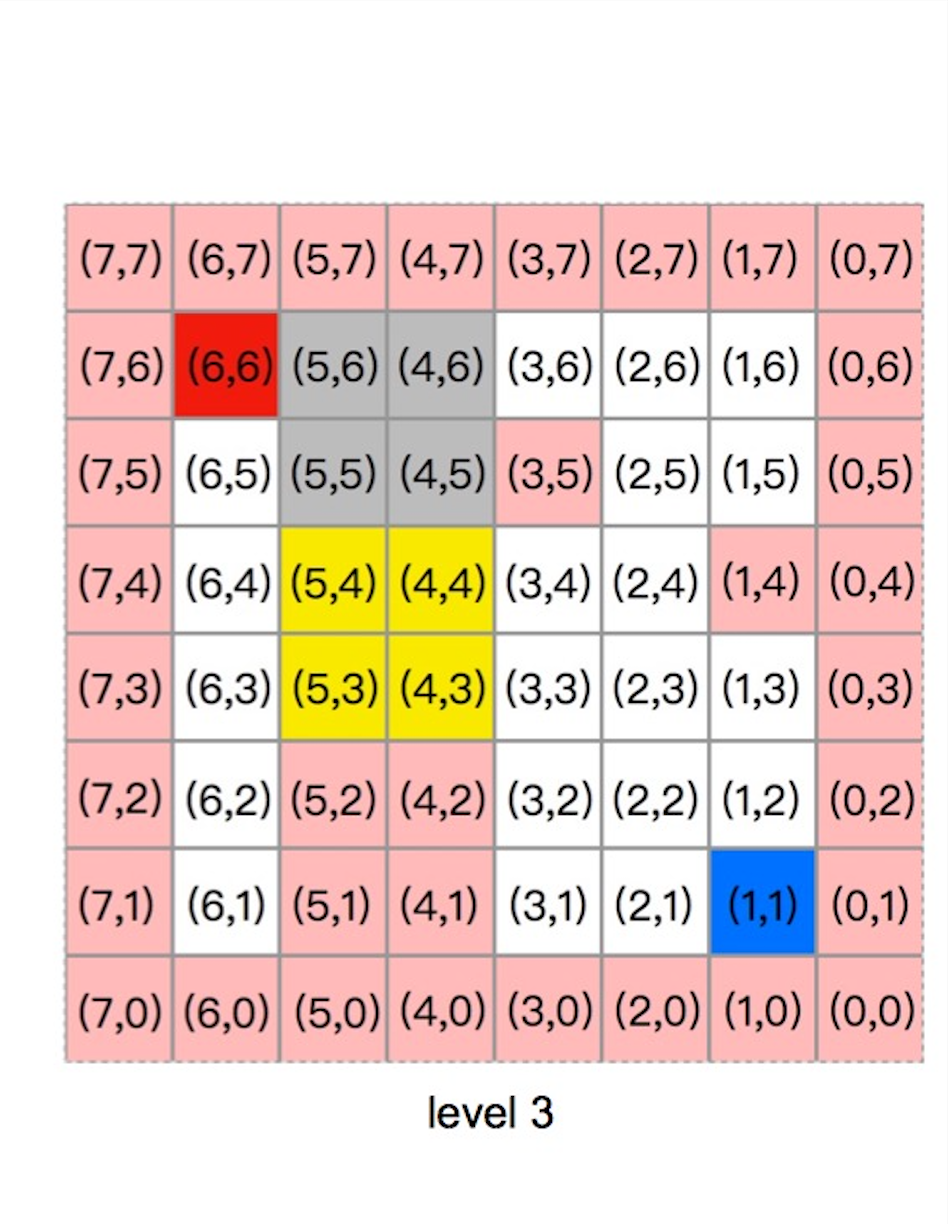 (7,7) (6,7) (5,7) (4,7) (3,7) (2,7) (1,7) (0,7)
(7,6) (6,6) (5,6) (4,6) (3,6) (2,6) (1,6) (0,6)
(7,5) (6,5) (5,5) (4,5) (3,5) (2,5) (1,5) (0,5)
(7,4) (6,4) (5,4) (4,4) (3,4) (2,4) (1,4) (0,4)
(7,3) (6,3) (5,3) (4,3) (3,3) (2,3) (1,3) (0,3)
(7,2) (6,2) (5,2) (4,2) (3,2) (2,2) (1,2) (0,2)
(7,1) (6,1) (5,1) (4,1) (3,1) (2,1) (1,1) (0,1)
(7,0) (6,0) (5,0) (4,0) (3,0) (2,0) (1,0) (0,0)
level 3